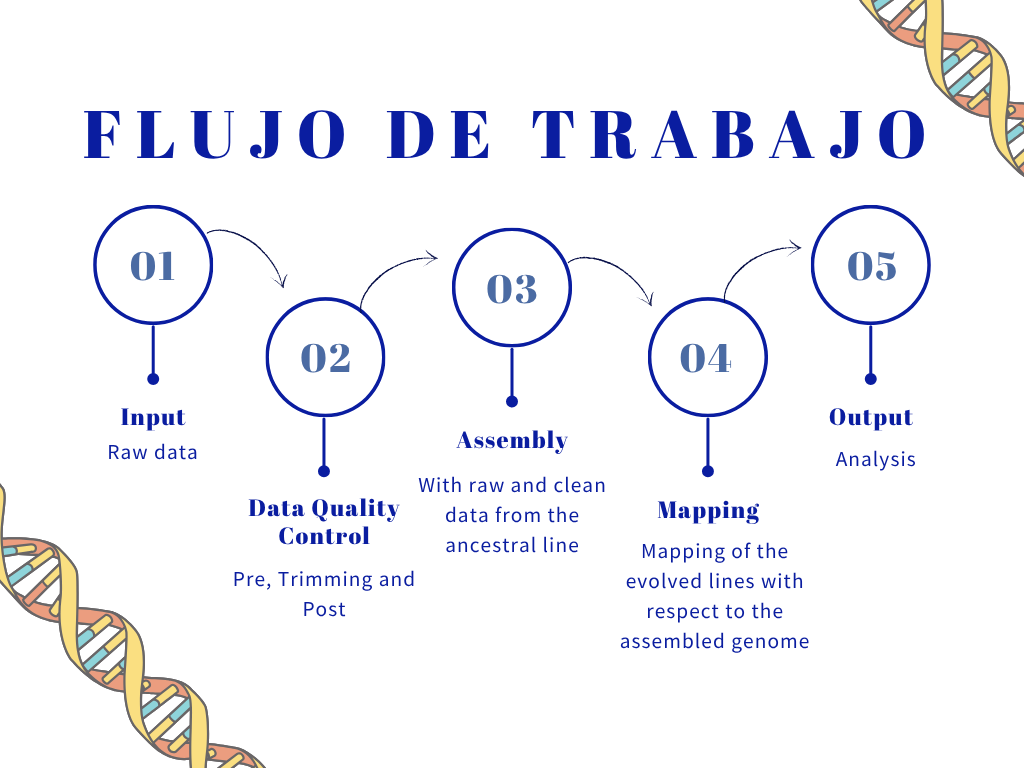 FLUJO DE TRABAJO
01
Input
Raw data
02
Data Quality
Control
Pre, Trimming and
Post
03
Assembly
With raw and clean
data from the
ancestral line
04
Mapping
Mapping of the
evolved lines with
respect to the
assembled genome
05
Output
Analysis